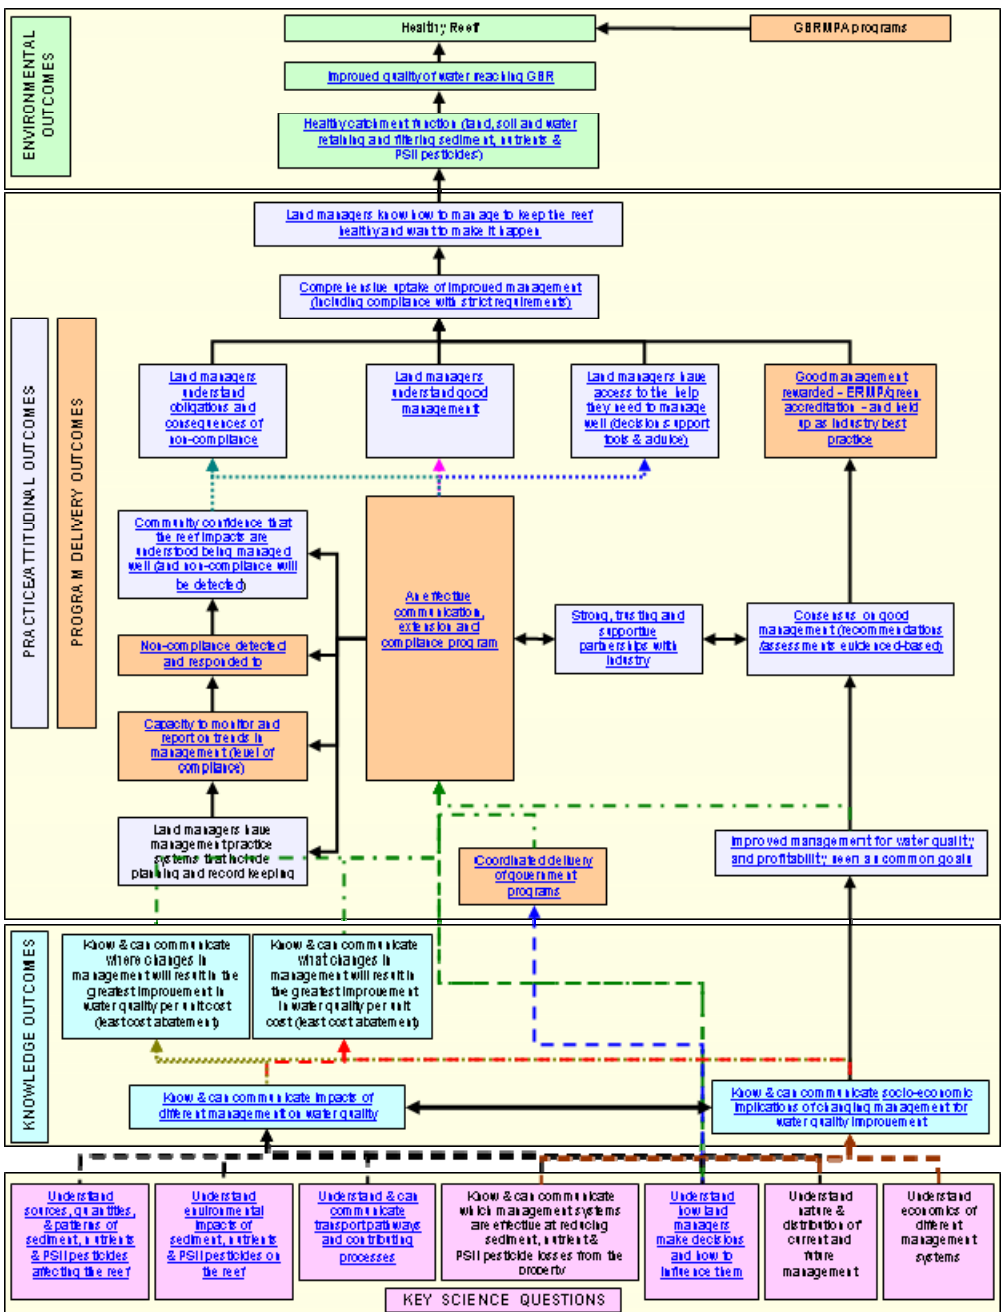 ENVIRONMENTAL
OUTCOMES
Healthy Reef
GBRMPA programs
Improved quality of water reaching GBR
Healthy catchment function (land, soil and water
retaining and filtering sediment, nutrients &
PSII pesticides)
PRACTICE/ATTITUDINAL OUTCOMES
PROGRAM DELIVERY OUTCOMES
Land managers know how to manage to keep the reef
healthy and want to make it happen
Comprehensive uptake of improved management
(including compliance with strict requirements)
Land managers
understand
obligations and
consequences of
non-compliance
Land managers
understand good
management
Land managers have
access to the help
they need to manage
well (decision support
tools & advice)
Good management
rewarded - ERMP/green
accreditation - and held
up as industry best
practice
Community confidence that
the reef impacts are
understood being managed
well (and non-compliance will
be detected)
Non-compliance detected
and responded to
Capacity to monitor and
report on trends in
management (level of
compliance)
Land managers have
management practice
systems that include
planning and record keeping
An effective
communication,
extension and
compliance program
Strong, trusting and
supportive
partnerships with
industry
Consensus on good
management (recommendations
/assessments evidenced-based)
Coordinated delivery
of government
programs
Improved management for water quality
and profitability seen as common goals
KNOWLEDGE OUTCOMES
Know & can communicate
where changes in
management will result in the
greatest improvement in
water quality per unit cost
(least cost abatement)
Know & can communicate
what changes in
management will result in
the greatest improvement
in water quality per unit
cost (least cost abatement)
Know & can communicate impacts of
different management on water quality
Know & can communicate socio-economic
implications of changing management for
water quality improvement
Understand
sources, quantities,
& patterns of
sediment, nutrients
& PSII pesticides
affecting the reef
Understand
environmental
impacts of
sediment, nutrients
& PSII pesticides on
the reef
Understand & can
communicate
transport pathways
and contributing
processes
Know & can communicate
which management systems
are effective at reducing
sediment, nutrient &
PSII pesticide losses from the
property
Understand
how land
managers
make decisions
and how to
influence them
Understand
nature &
distribution of
current and
future
management
Understand
economics of
different
management
systems
KEY SCIENCE QUESTIONS